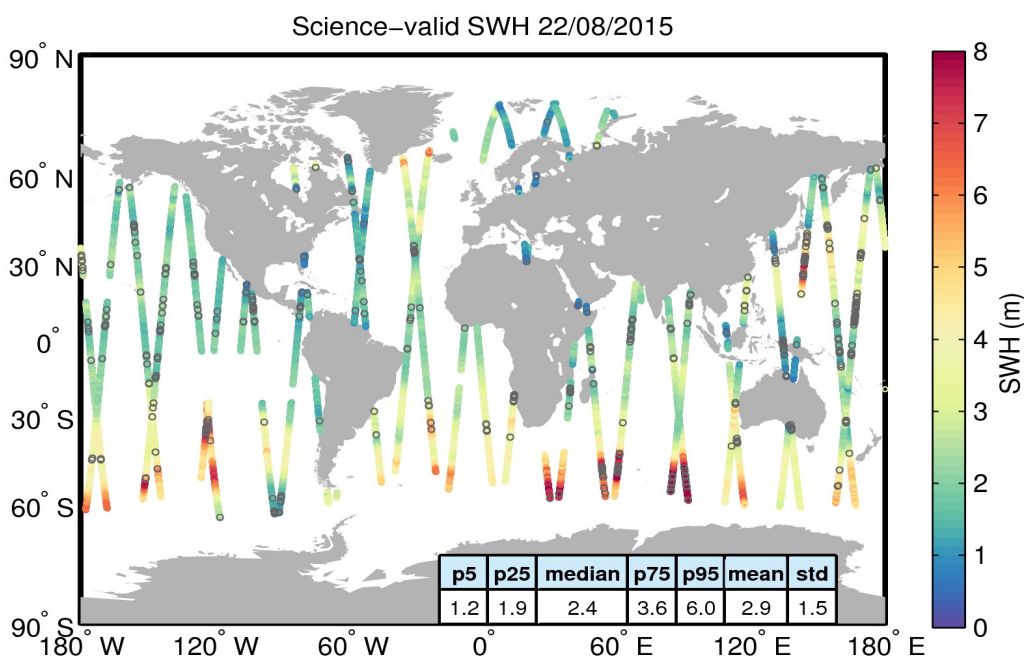 Science−valid SWH 22/08/2015
90° N
60° N
30° N
0°
30° S
60° S
90° S
180° W
120° W
60° W
0°
60° E
120° E
180° E
8
7
6
5
4
3
2
1
0
SWH (m)
p5 p25 median p75 p95 mean std
1.2 1.9 2.4 3.6 6.0 2.9 1.5